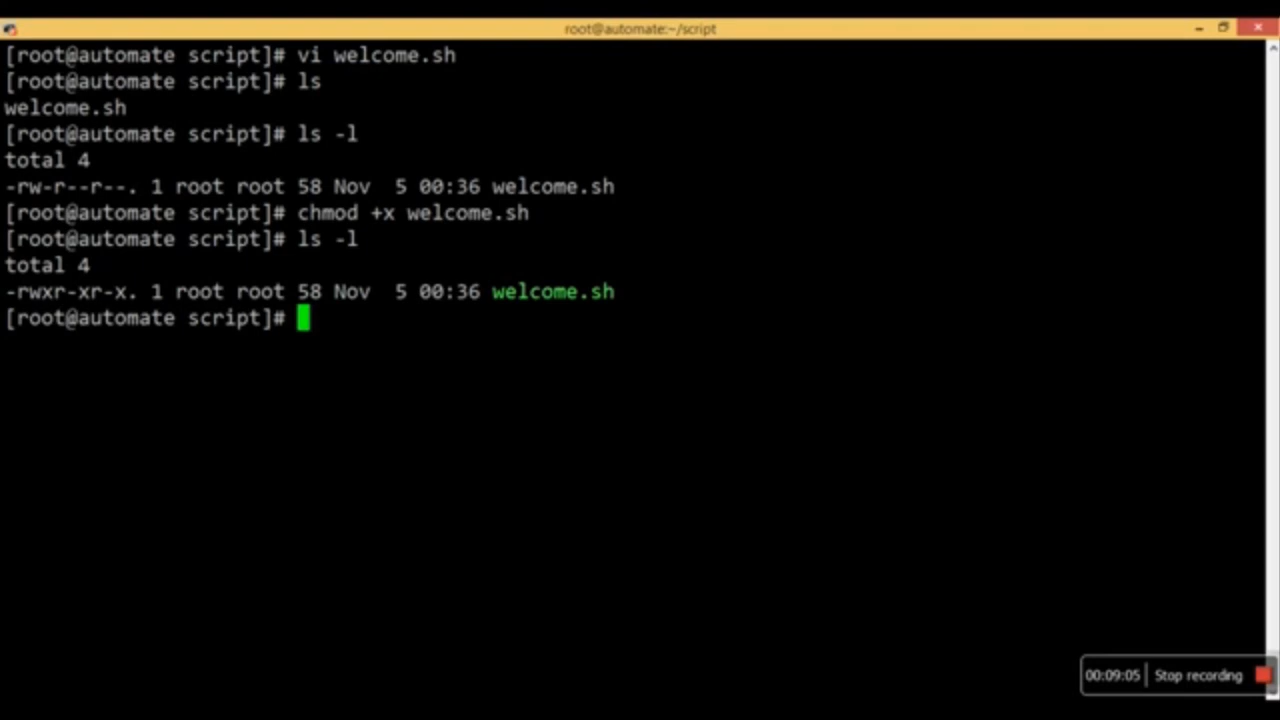 root@automate:~/script
[root@automate script]# vi welcome.sh
[root@automate script]# ls
welcome.sh
[root@automate script]# ls -l
total 4
-rw-r--r--. 1 root root 58 Nov  5 00:36 welcome.sh
[root@automate script]# chmod +x welcome.sh
[root@automate script]# ls -l
total 4
-rwxr-xr-x. 1 root root 58 Nov  5 00:36 welcome.sh
[root@automate script]#
00:09:05 Stop recording